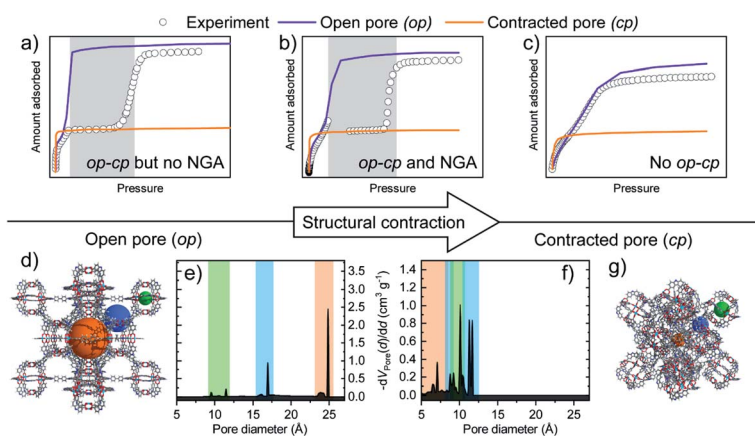 Experiment Open pore (op) Contracted pore (cp)
a) b) c)
Amount adsorbed
op-cp but no NGA
Pressure
Amount adsorbed
op-cp and NGA
Pressure
Amount adsorbed
No op-cp
Pressure
Structural contraction
Open pore (op) Contracted pore (cp)
d) e) f) g)
3.5
3.0
2.5
2.0
1.5
1.0
0.5
0.0
5 10 15 20 25
Pore diameter (Å)
-dVPore(d)/dd (cm³ g⁻¹)
1.4
1.2
1.0
0.8
0.6
0.4
0.2
0.0
5 10 15 20 25
Pore diameter (Å)